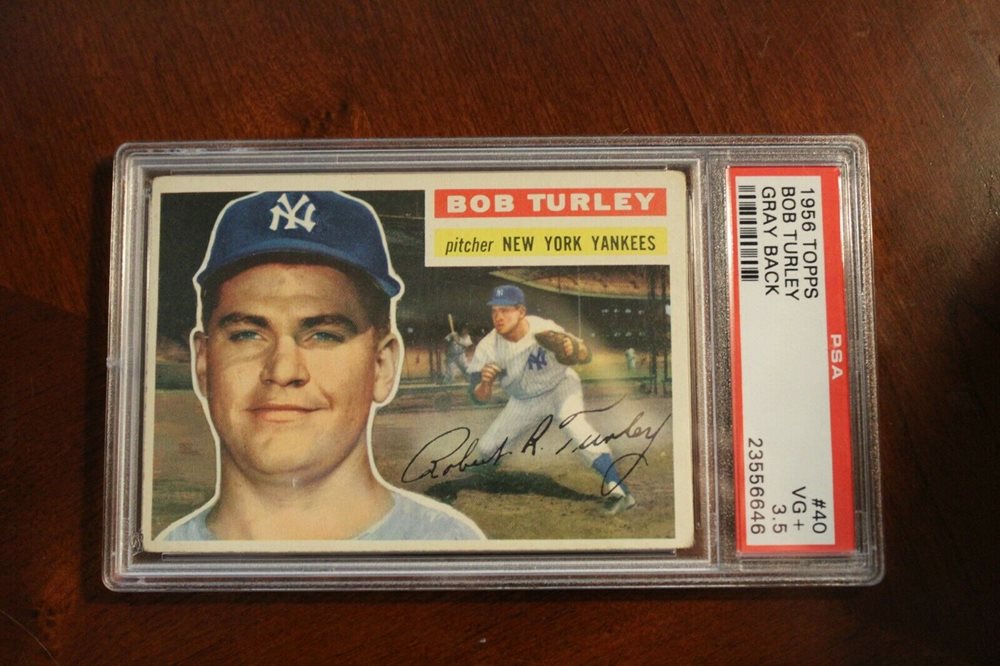 BOB TURLEY
pitcher NEW YORK YANKEES
NY
NY
Robert R. Turley
1956 TOPPS
BOB TURLEY
GRAY BACK
#40
VG+
3.5
23556646
PSA